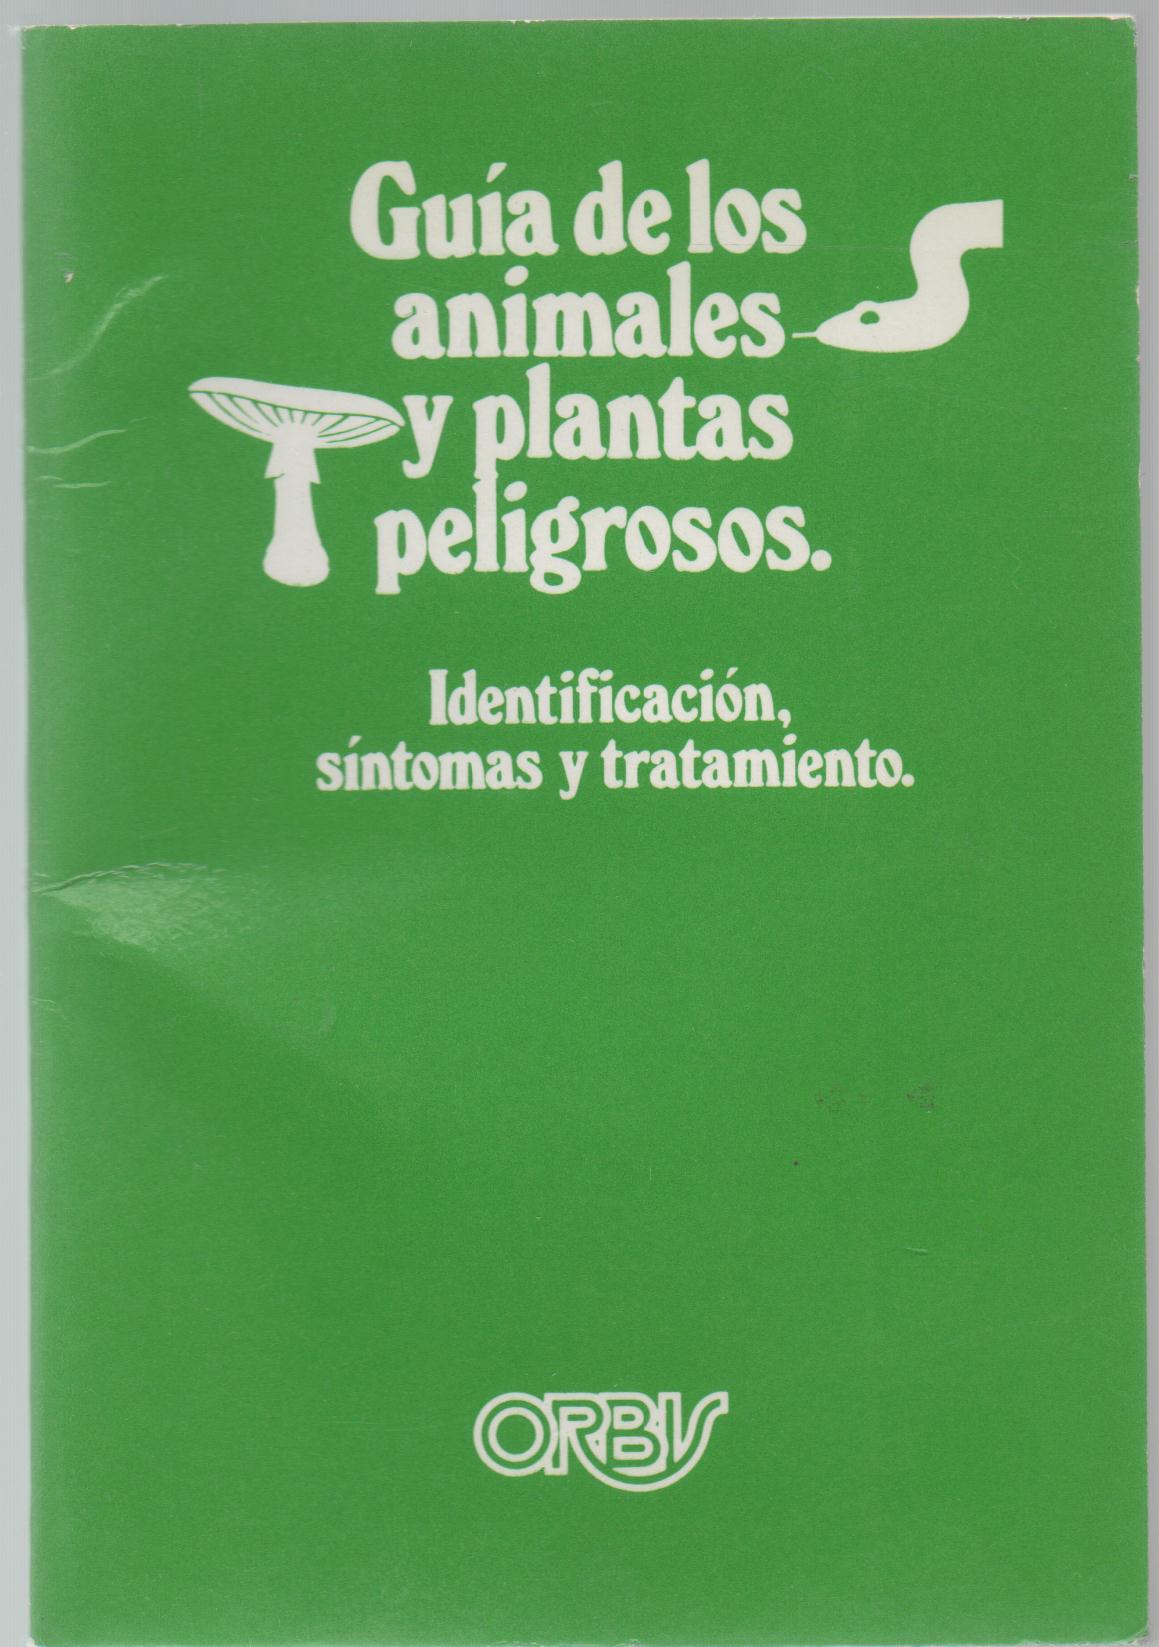 Guía de los
animales
y plantas
peligrosos.
Identificación,
síntomas y tratamiento.
ORBIS